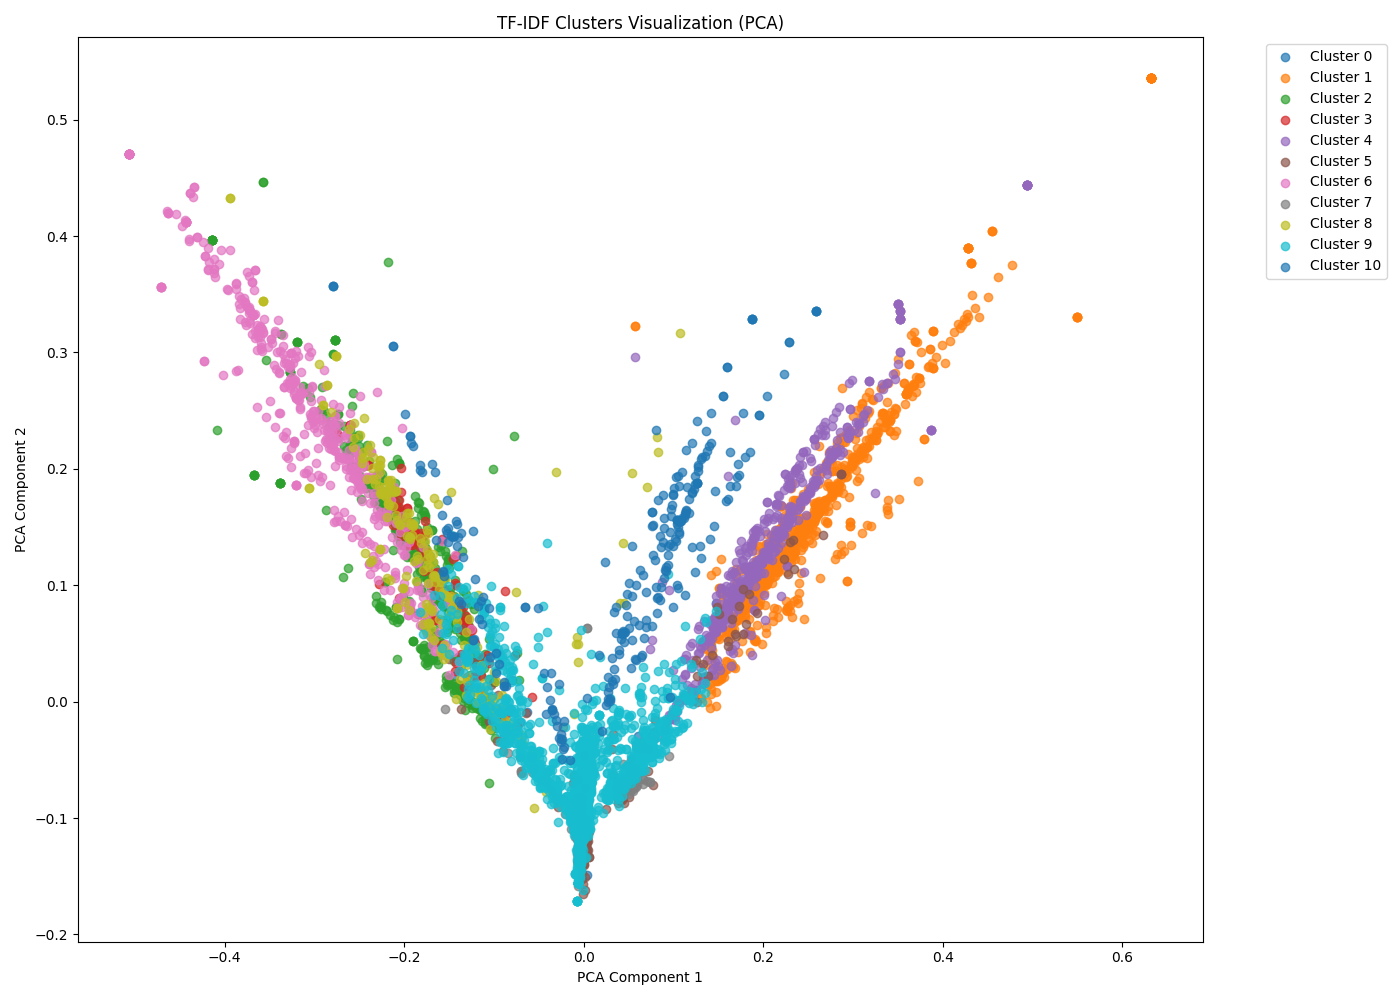 TF-IDF Clusters Visualization (PCA)
Cluster 0
Cluster 1
Cluster 2
Cluster 3
Cluster 4
Cluster 5
Cluster 6
Cluster 7
Cluster 8
Cluster 9
Cluster 10
PCA Component 2
0.5
0.4
0.3
0.2
0.1
0.0
−0.1
−0.2
−0.4
−0.2
0.0
0.2
0.4
0.6
PCA Component 1